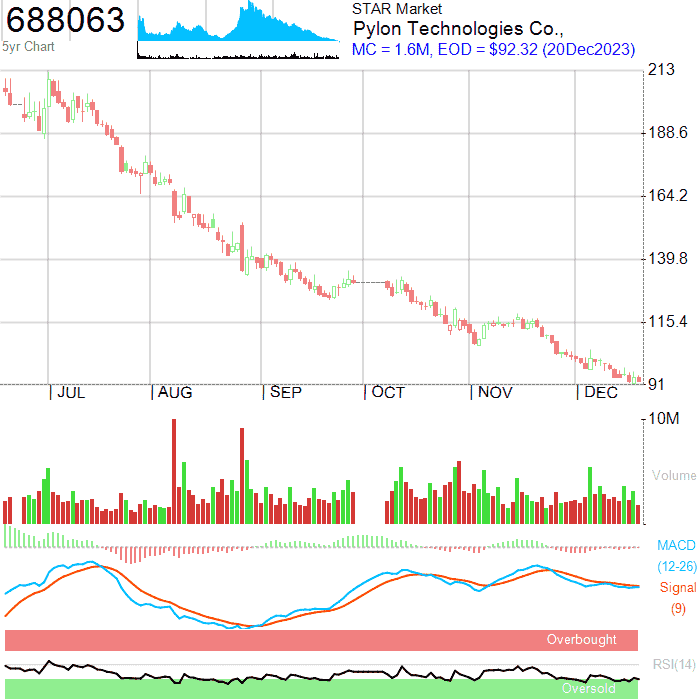 688063
5yr Chart
STAR Market
Pylon Technologies Co.,
MC = 1.6M, EOD = $92.32 (20Dec2023)
213
188.6
164.2
139.8
115.4
91
JUL
AUG
SEP
OCT
NOV
DEC
10M
Volume
MACD
(12-26)
Signal
(9)
Overbought
RSI(14)
Oversold